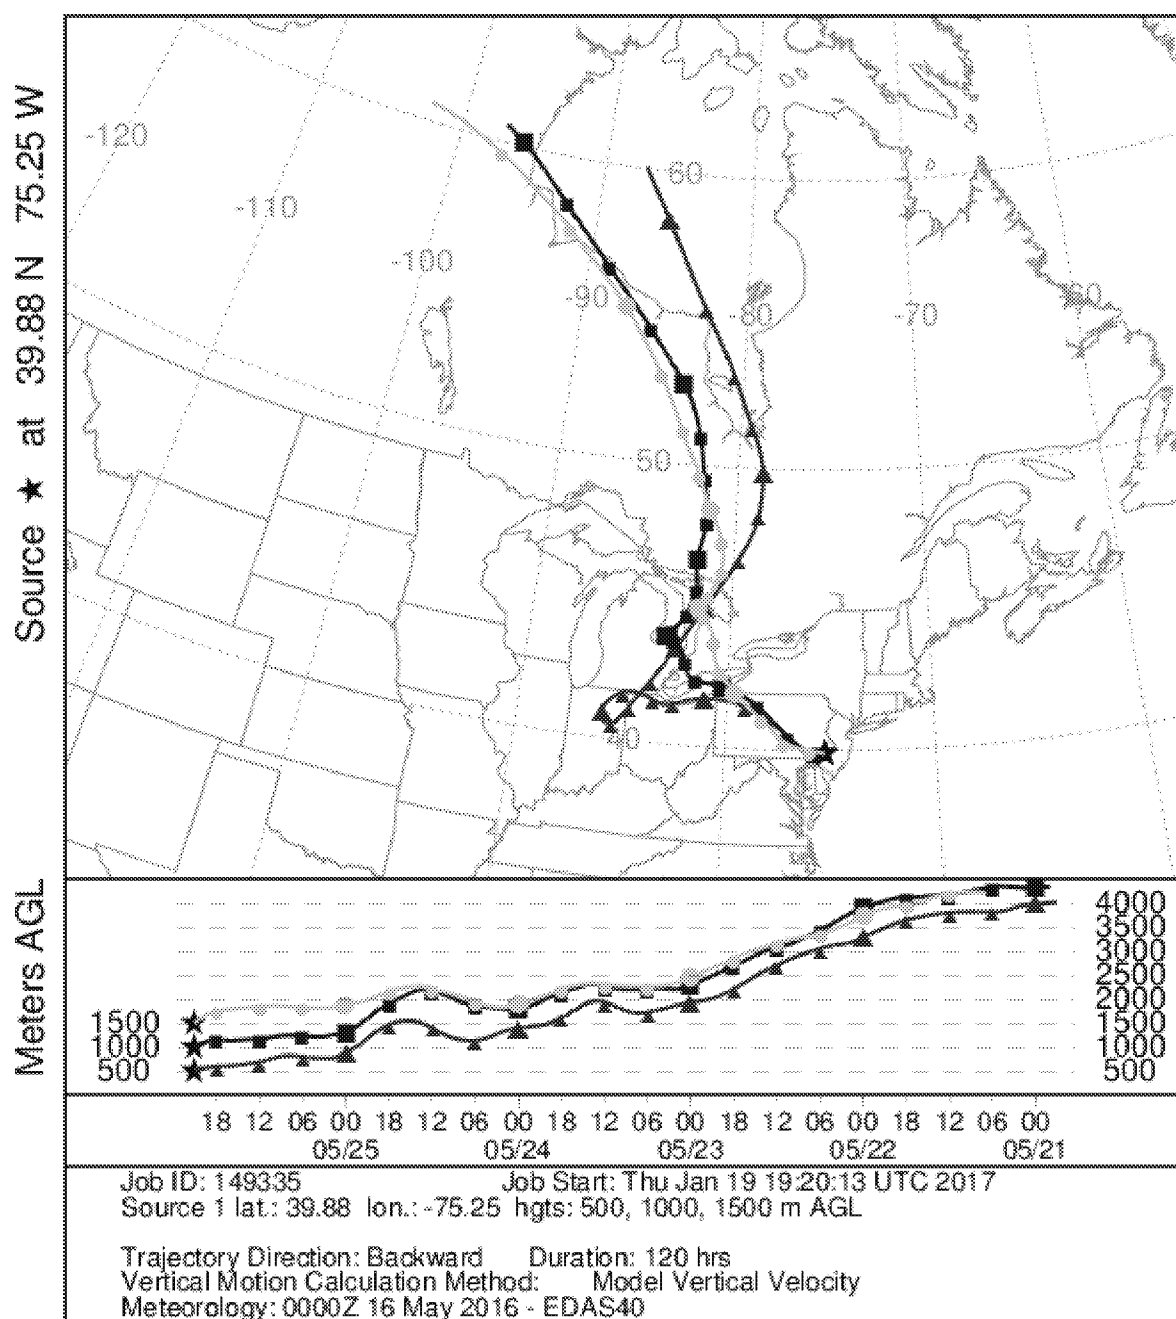 Source ★ at 39.88 N 75.25 W
-120
60
-110
-100
-90
-80
-70
-60
50
40
Meters AGL
4000
3500
3000
2500
2000
1500 1500
1000 1000
500 500
18 12 06 00 18 12 06 00 18 12 06 00 18 12 06 00 18 12 06 00
05/25 05/24 05/23 05/22 05/21
Job ID: 149335 Job Start: Thu Jan 19 19:20:13 UTC 2017
Source 1 lat.: 39.88 lon.: -75.25 hgts: 500, 1000, 1500 m AGL
Trajectory Direction: Backward Duration: 120 hrs
Vertical Motion Calculation Method: Model Vertical Velocity
Meteorology: 0000Z 16 May 2016 - EDAS40